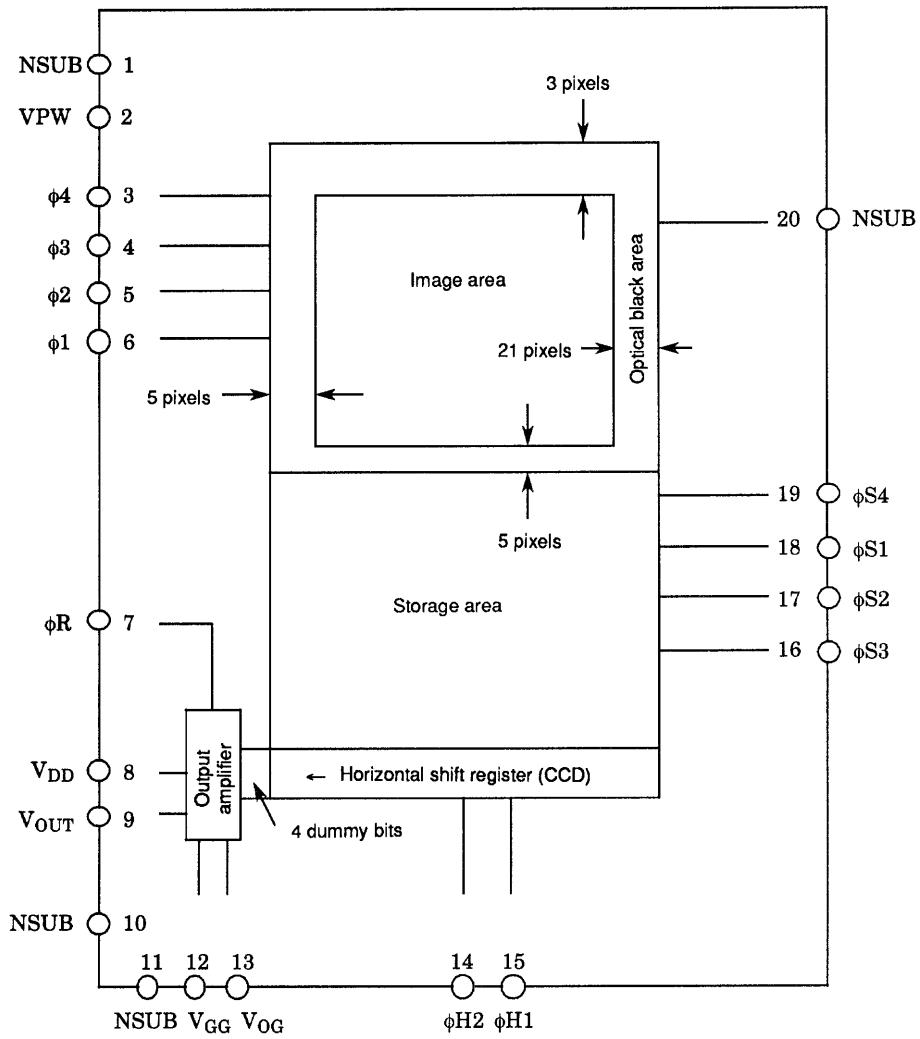 NSUB 1
VPW 2
3 pixels
ϕ4 3
20 NSUB
ϕ3 4
Image area
ϕ2 5
Optical black area
ϕ1 6
21 pixels
5 pixels
19 ϕS4
5 pixels
18 ϕS1
Storage area
17 ϕS2
ϕR 7
16 ϕS3
Output
amplifier
VDD 8
← Horizontal shift register (CCD)
VOUT 9
4 dummy bits
NSUB 10
11 12 13 14 15
NSUB VGG VOG ϕH2 ϕH1